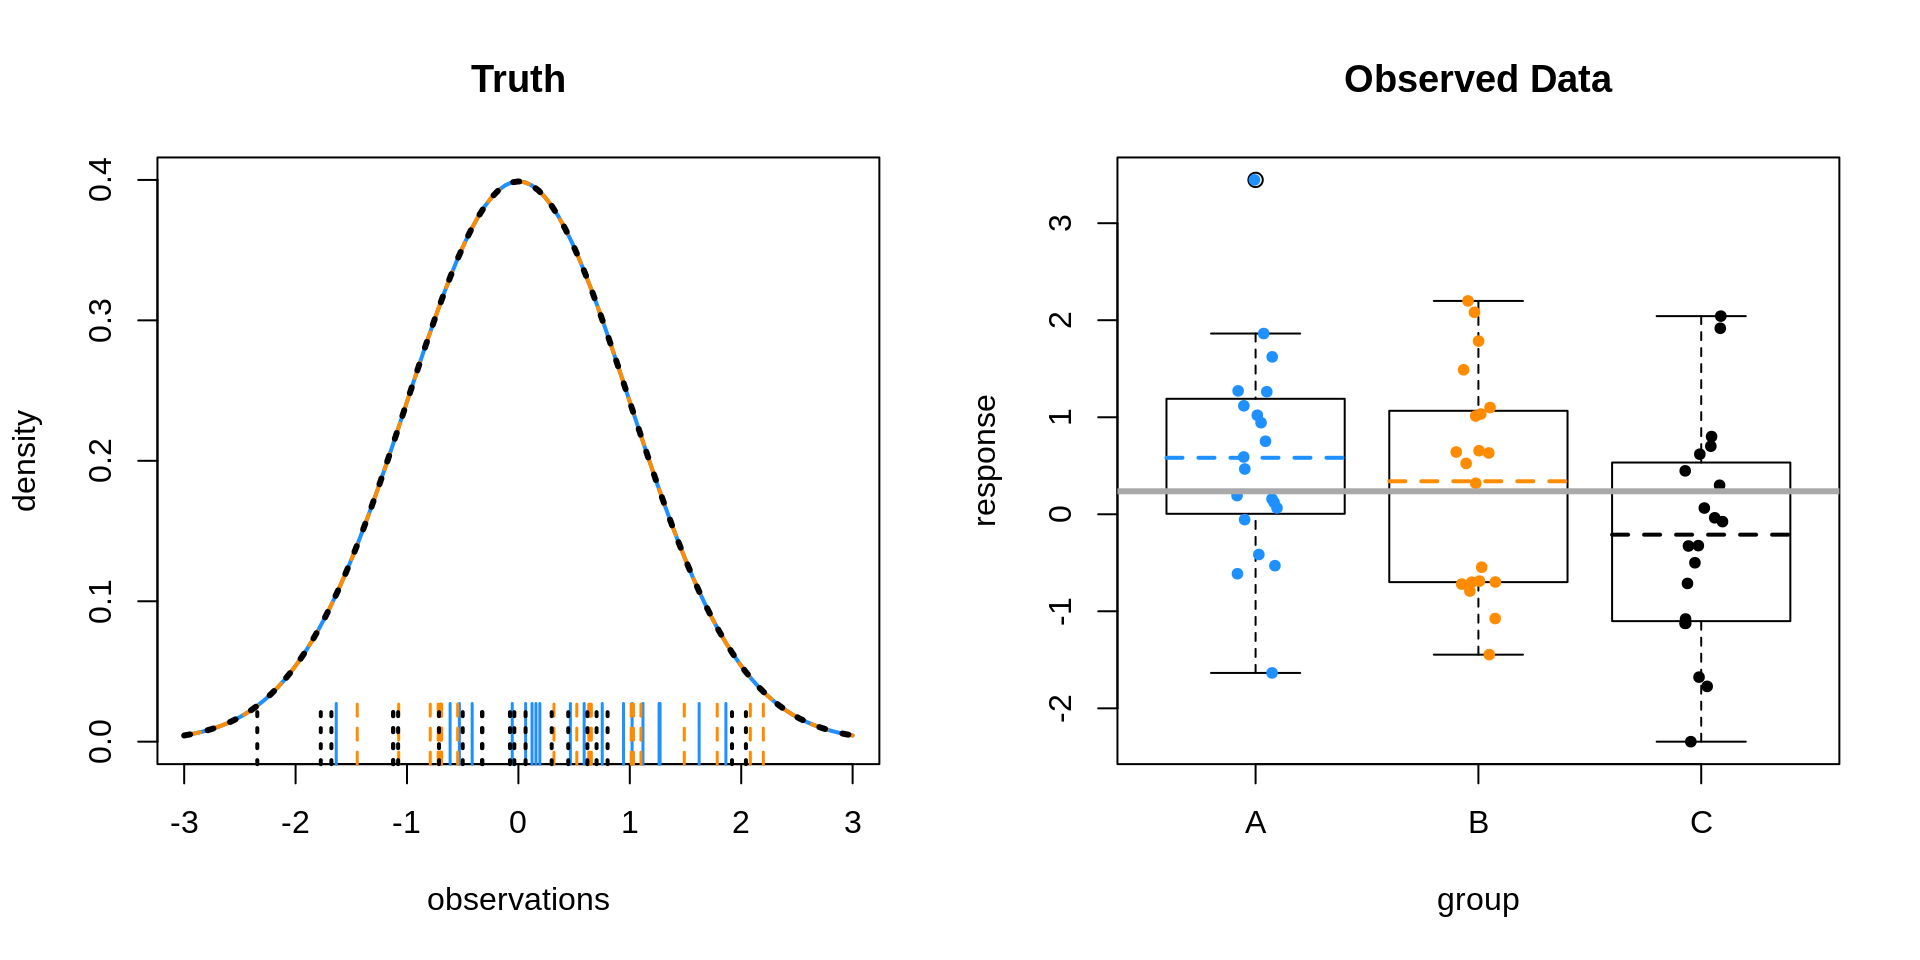 Truth
density
0.4
0.3
0.2
0.1
0.0
-3 -2 -1 0 1 2 3
observations
Observed Data
response
3
2
1
0
-1
-2
A B C
group